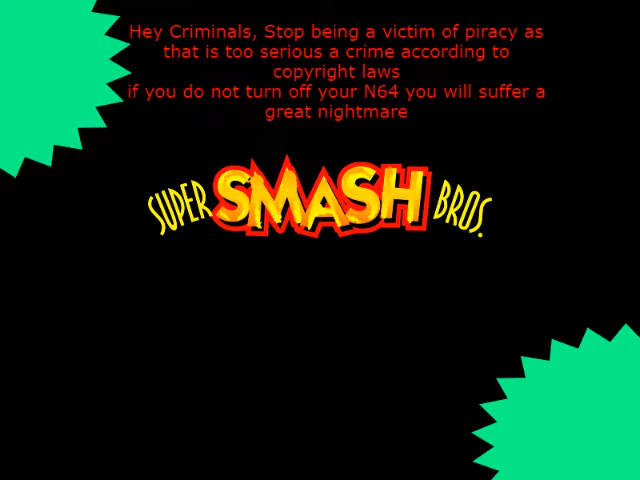 Hey Criminals, Stop being a victim of piracy as
that is too serious a crime according to
copyright laws
if you do not turn off your N64 you will suffer a
great nightmare
SUPER SMASH BROS.